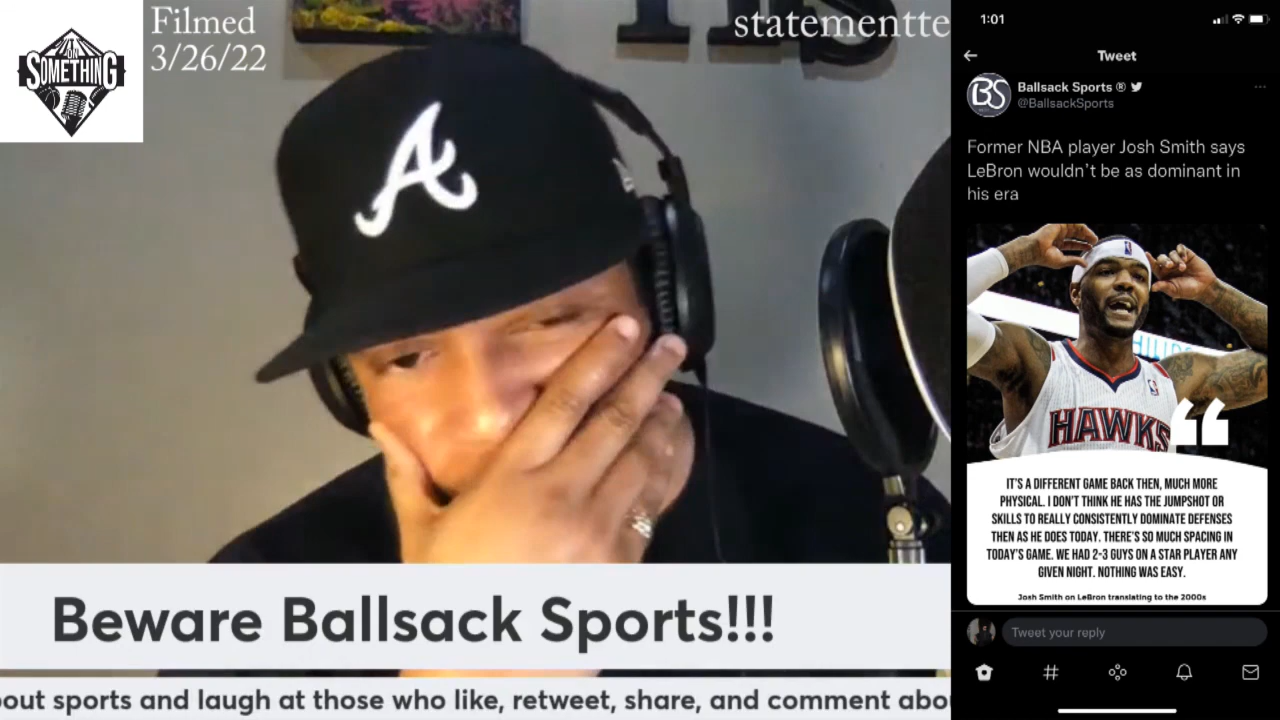 ON
SOMETHING
Filmed
3/26/22
statementte
A
Beware Ballsack Sports!!!
out sports and laugh at those who like, retweet, share, and comment abo
1:01
Tweet
BS
Ballsack Sports ®
@BallsackSports
Former NBA player Josh Smith says
LeBron wouldn't be as dominant in
his era
HAWKS
“
IT'S A DIFFERENT GAME BACK THEN, MUCH MORE
PHYSICAL. I DON'T THINK HE HAS THE JUMPSHOT OR
SKILLS TO REALLY CONSISTENTLY DOMINATE DEFENSES
THEN AS HE DOES TODAY. THERE'S SO MUCH SPACING IN
TODAY'S GAME. WE HAD 2-3 GUYS ON A STAR PLAYER ANY
GIVEN NIGHT. NOTHING WAS EASY.
Josh Smith on LeBron translating to the 2000s
Tweet your reply